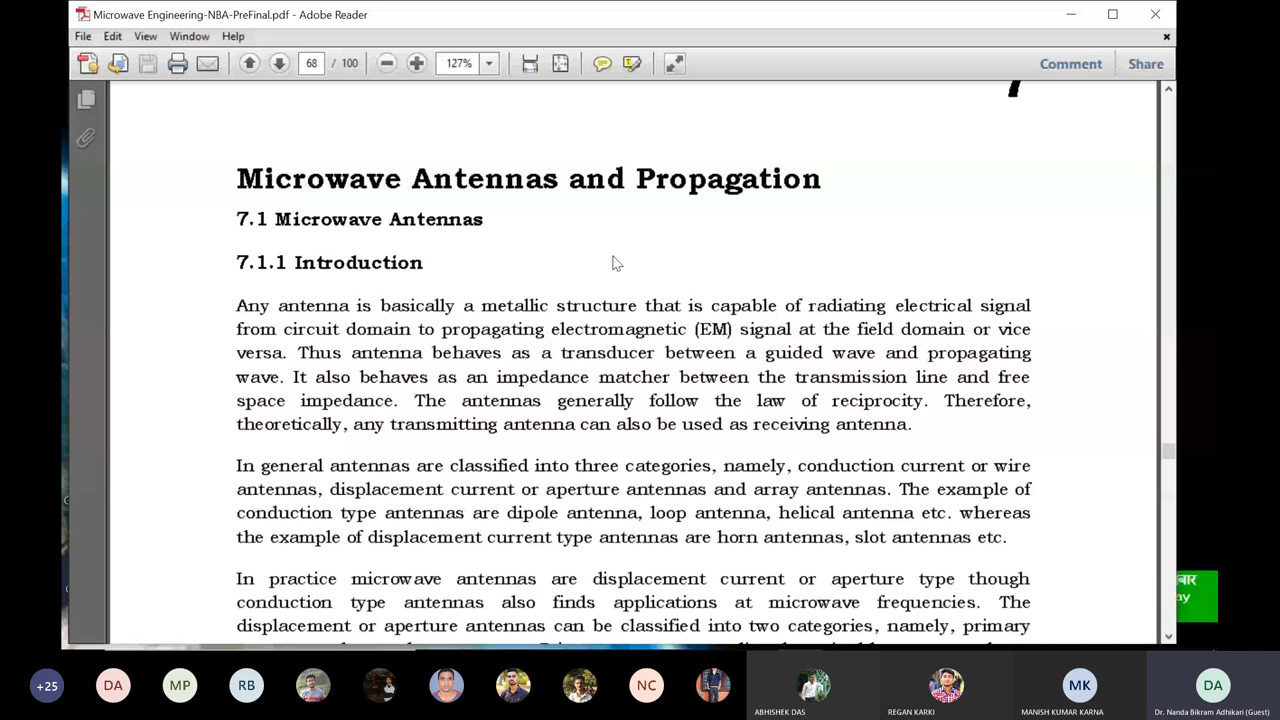 Microwave Engineering-NBA-PreFinal.pdf - Adobe Reader
File Edit View Window Help
68 / 100 127% Comment Share
7
Microwave Antennas and Propagation
7.1 Microwave Antennas
7.1.1 Introduction
Any antenna is basically a metallic structure that is capable of radiating electrical signal
from circuit domain to propagating electromagnetic (EM) signal at the field domain or vice
versa. Thus antenna behaves as a transducer between a guided wave and propagating
wave. It also behaves as an impedance matcher between the transmission line and free
space impedance. The antennas generally follow the law of reciprocity. Therefore,
theoretically, any transmitting antenna can also be used as receiving antenna.
In general antennas are classified into three categories, namely, conduction current or wire
antennas, displacement current or aperture antennas and array antennas. The example of
conduction type antennas are dipole antenna, loop antenna, helical antenna etc. whereas
the example of displacement current type antennas are horn antennas, slot antennas etc.
In practice microwave antennas are displacement current or aperture type though
conduction type antennas also finds applications at microwave frequencies. The
displacement or aperture antennas can be classified into two categories, namely, primary
+25 DA MP RB NC MK DA
ABHISHEK DAS REGAN KARKI MANISH KUMAR KARNA Dr. Nanda Bikram Adhikari (Guest)